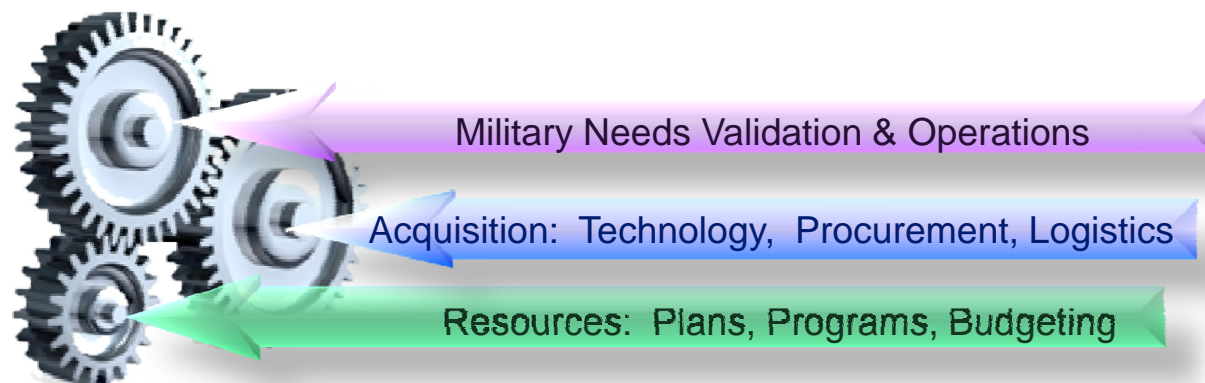 Military Needs Validation & Operations
Acquisition:  Technology,  Procurement, Logistics
Resources:  Plans, Programs, Budgeting